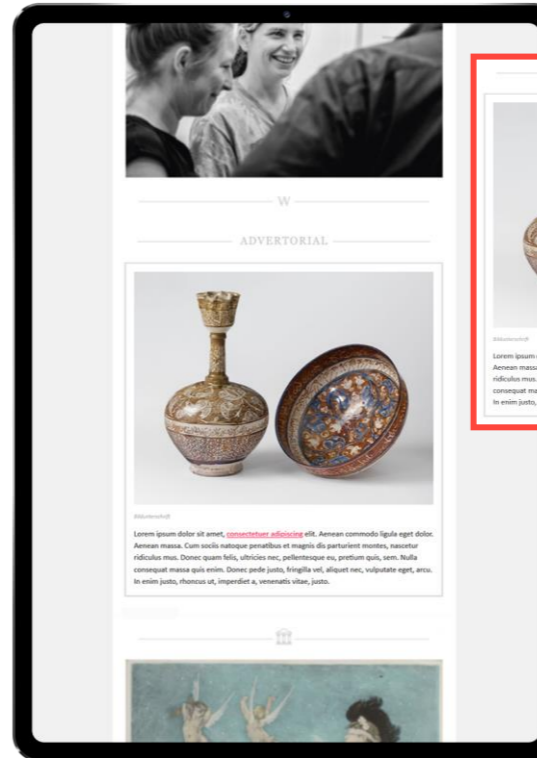 W
ADVERTORIAL
Bildunterschrift
Lorem ipsum dolor sit amet, consectetuer adipiscing elit. Aenean commodo ligula eget dolor.
Aenean massa. Cum sociis natoque penatibus et magnis dis parturient montes, nascetur
ridiculus mus. Donec quam felis, ultricies nec, pellentesque eu, pretium quis, sem. Nulla
consequat massa quis enim. Donec pede justo, fringilla vel, aliquet nec, vulputate eget, arcu.
In enim justo, rhoncus ut, imperdiet a, venenatis vitae, justo.
Bildunterschrift
Lorem ipsum
Aenean massa
ridiculus mus.
consequat ma
In enim justo,